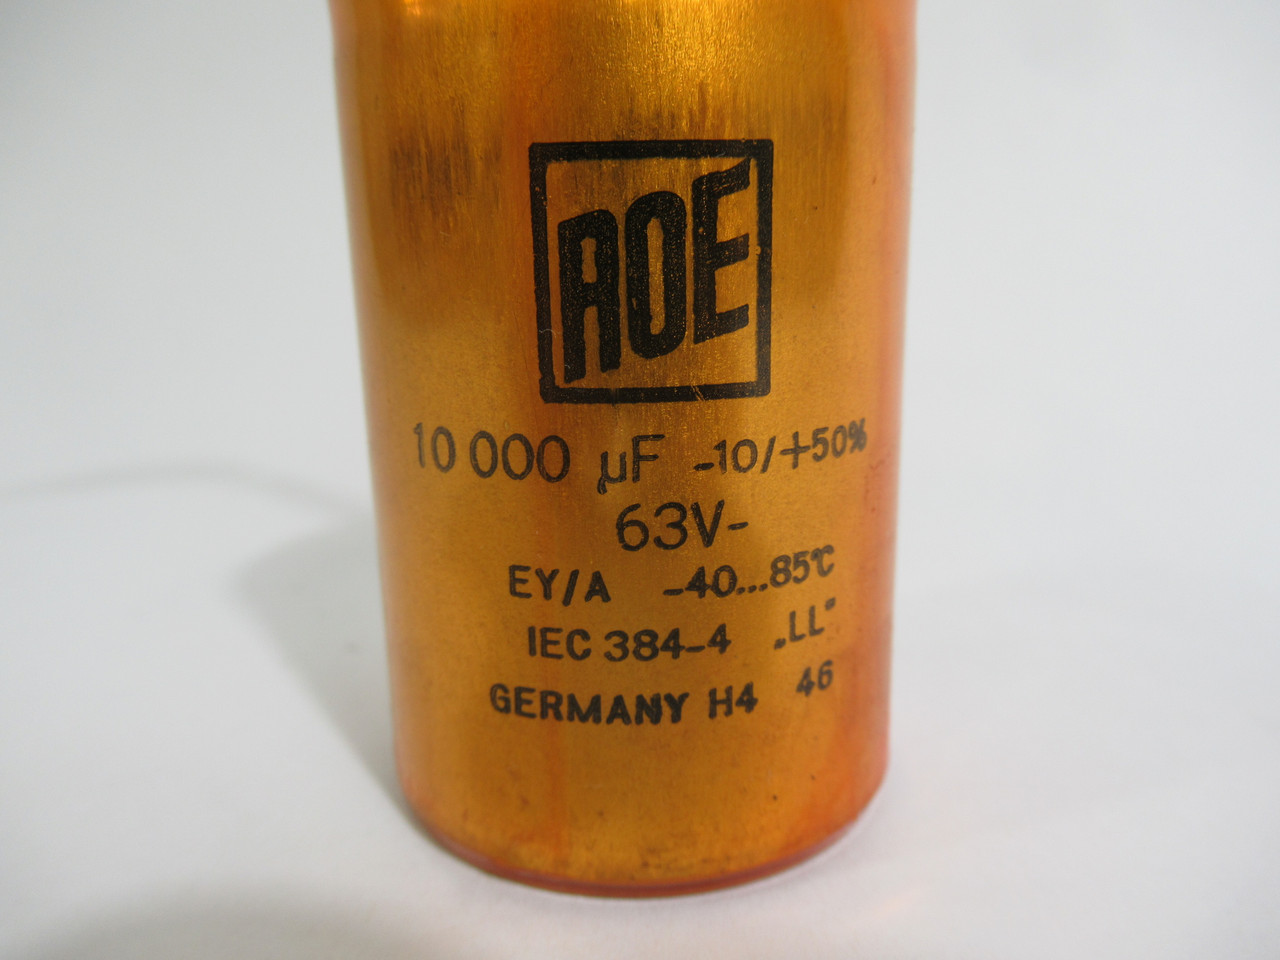 ROE
10 000 µF -10/+50%
63V-
EY/A -40...85°C
IEC 384-4 „LL"
GERMANY H4 46